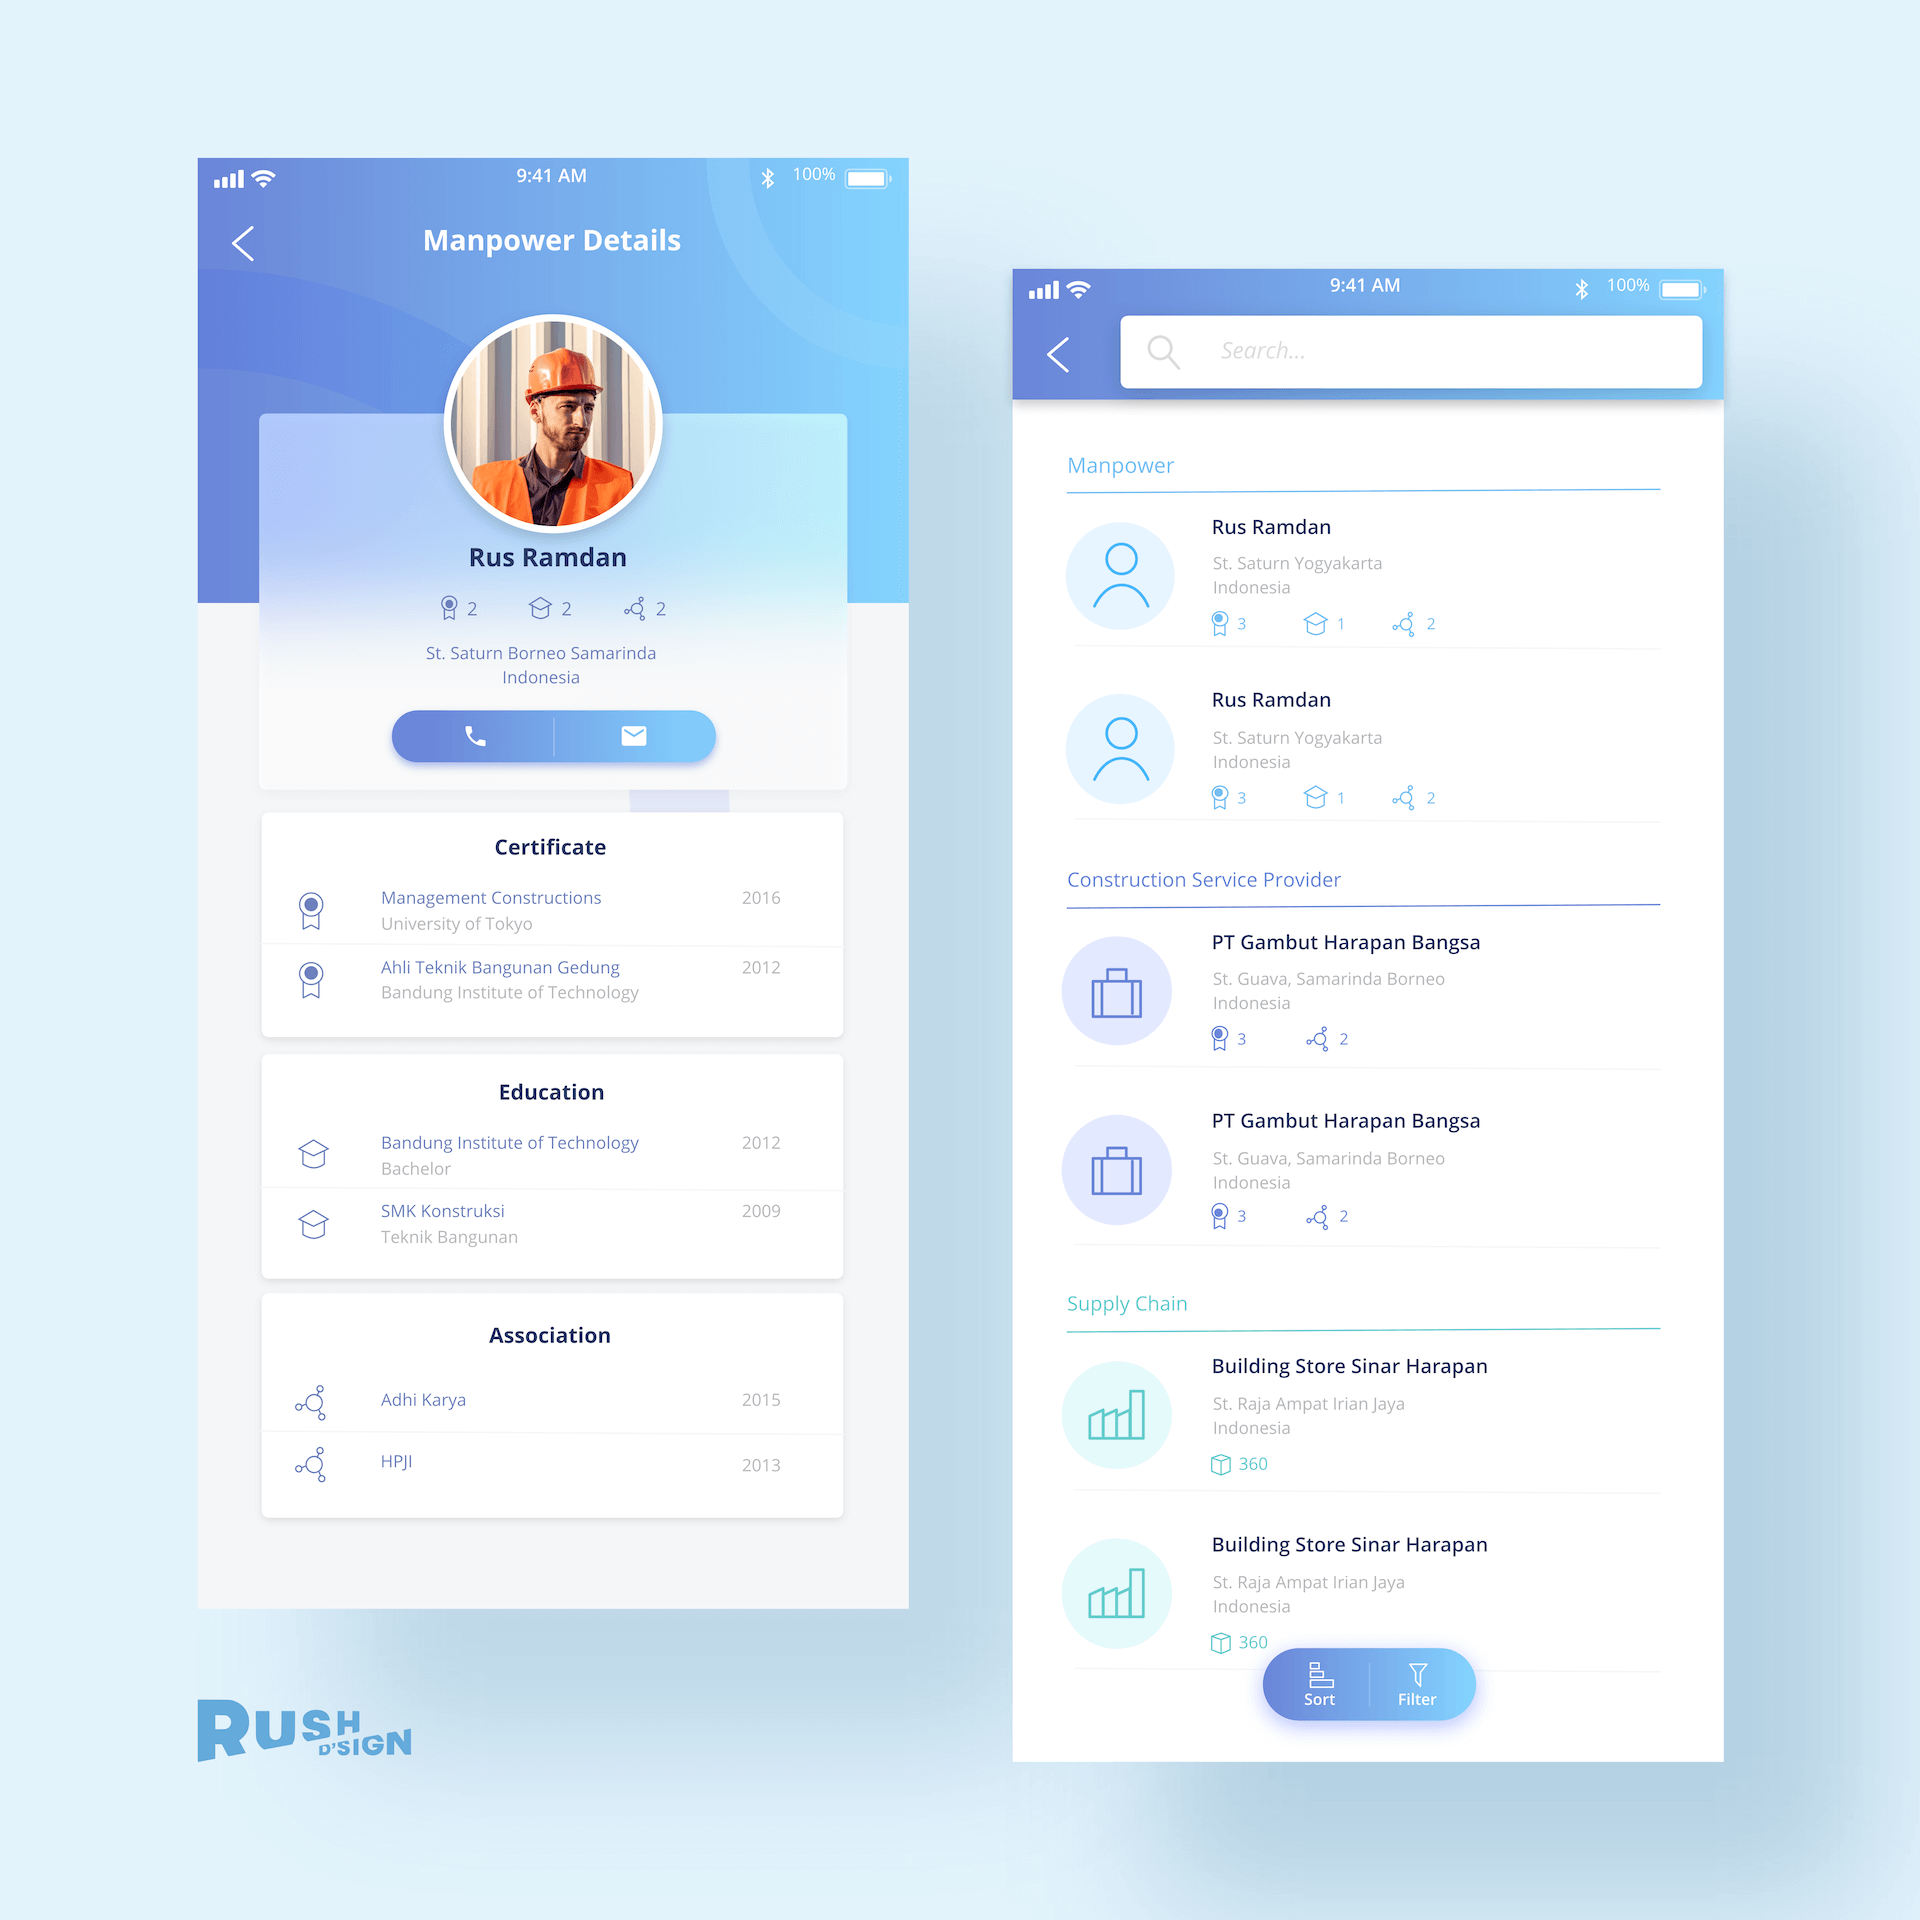 9:41 AM
100%
Manpower Details
Rus Ramdan
2 2 2
St. Saturn Borneo Samarinda
Indonesia
Certificate
Management Constructions 2016
University of Tokyo
Ahli Teknik Bangunan Gedung 2012
Bandung Institute of Technology
Education
Bandung Institute of Technology 2012
Bachelor
SMK Konstruksi 2009
Teknik Bangunan
Association
Adhi Karya 2015
HPJI 2013
RUSH
D'SIGN
9:41 AM
100%
Search...
Manpower
Rus Ramdan
St. Saturn Yogyakarta
Indonesia
3 1 2
Rus Ramdan
St. Saturn Yogyakarta
Indonesia
3 1 2
Construction Service Provider
PT Gambut Harapan Bangsa
St. Guava, Samarinda Borneo
Indonesia
3 2
PT Gambut Harapan Bangsa
St. Guava, Samarinda Borneo
Indonesia
3 2
Supply Chain
Building Store Sinar Harapan
St. Raja Ampat Irian Jaya
Indonesia
360
Building Store Sinar Harapan
St. Raja Ampat Irian Jaya
Indonesia
360
Sort Filter